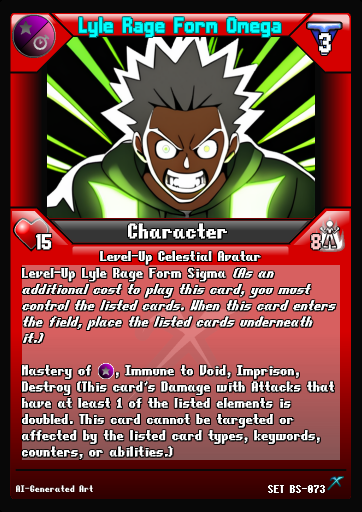 Lyle Rage Form Omega
3
Character
15
8
Level-Up Celestial Avatar
Level-Up Lyle Rage Form Sigma (As an
additional cost to play this card, you must
control the listed cards. When this card enters
the field, place the listed cards underneath
it.)
Mastery of , Immune to Void, Imprison,
Destroy (This card's Damage with Attacks that
have at least 1 of the listed elements is
doubled. This card cannot be targeted or
affected by the listed card types, keywords,
counters, or abilities.)
AI-Generated Art
SET BS-073